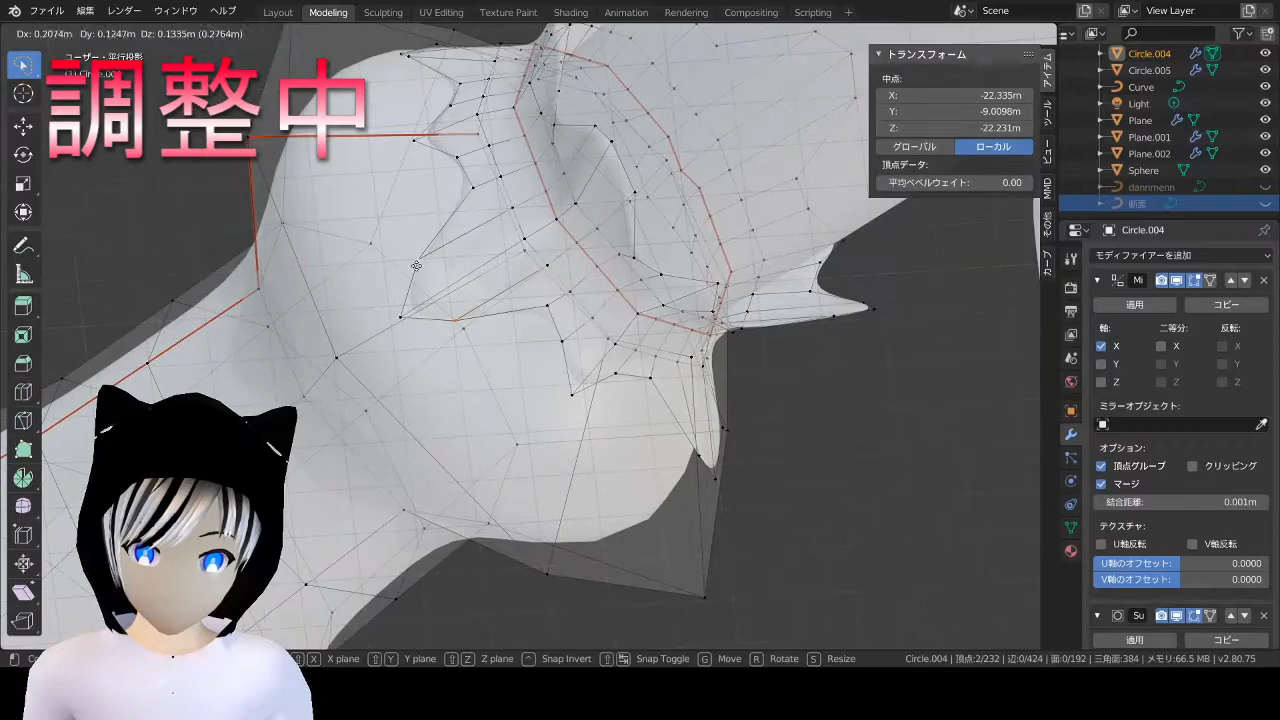 ファイル 編集 レンダー ウィンドウ ヘルプ Layout Modeling Sculpting UV Editing Texture Paint Shading Animation Rendering Compositing Scripting + Scene View Layer
Dx: 0.2074m Dy: 0.1247m Dz: 0.1335m (0.2764m)
ユーザー・平行投影
調整中
トランスフォーム
中点:
X: -22.335m
Y: -9.0098m
Z: -22.231m
グローバル ローカル
頂点データ:
平均ベベルウェイト: 0.00
アイテム
ツール
ビュー
MMD
その他
カーブ
Circle.004
Circle.005
Curve
Light
Plane
Plane.001
Plane.002
Sphere
dannmenn
断面
Circle.004
モディファイアーを追加
Mi
適用 コピー
軸: 二等分: 反転:
X X X
Y Y Y
Z Z Z
ミラーオブジェクト:
オプション:
頂点グループ クリッピング
マージ
結合距離: 0.001m
テクスチャ:
U軸反転 V軸反転
U軸のオフセット: 0.0000
V軸のオフセット: 0.0000
Su
適用 コピー
X X plane Y Y plane Z Z plane Snap Invert Snap Toggle G Move R Rotate S Resize Circle.004 | 頂点:2/232 | 辺:0/424 | 面:0/192 | 三角面:384 | メモリ:66.5 MB | v2.80.75